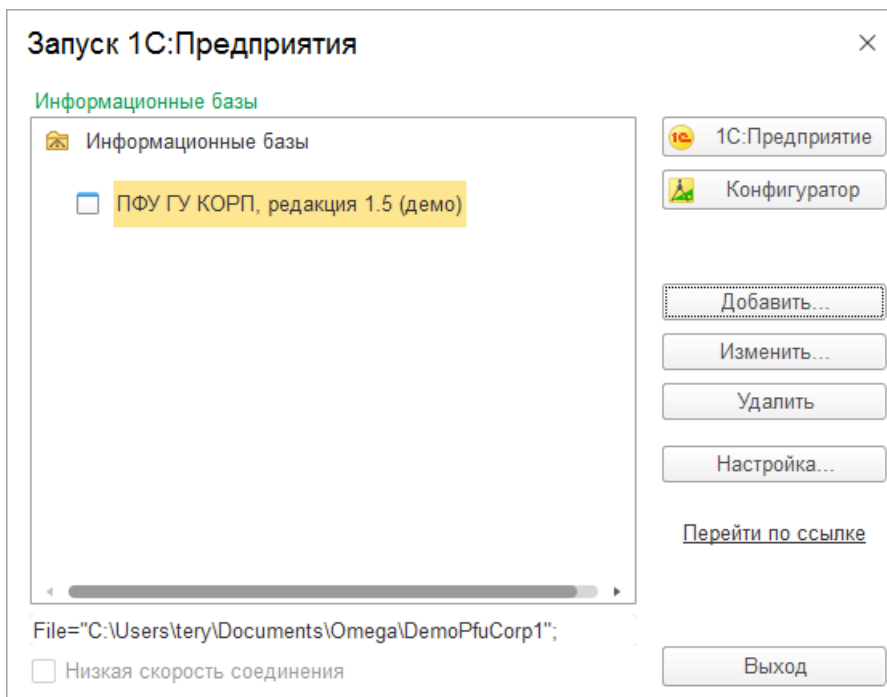 Запуск 1С:Предприятия
Информационные базы
Информационные базы
ПФУ ГУ КОРП, редакция 1.5 (демо)
1С:Предприятие
Конфигуратор
Добавить...
Изменить...
Удалить
Настройка...
Перейти по ссылке
File="C:\Users\tery\Documents\Omega\DemoPfuCorp1";
Низкая скорость соединения
Выход